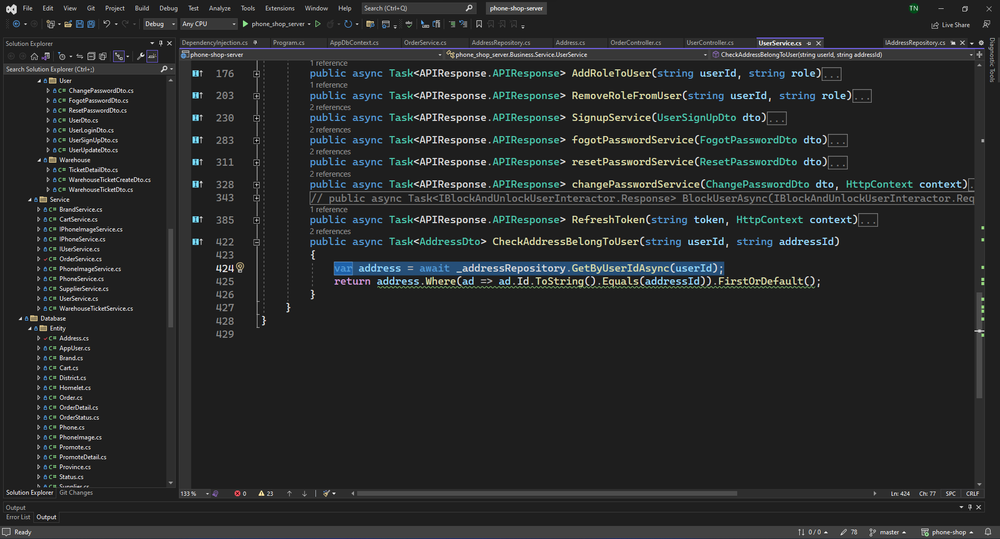 File Edit View Git Project Build Debug Test Analyze Tools Extensions Window Help Search (Ctrl+Q) phone-shop-server TN
Debug Any CPU phone_shop_server Live Share
Solution Explorer
Search Solution Explorer (Ctrl+;)
User
C# ChangePasswordDto.cs
C# FogotPasswordDto.cs
C# ResetPasswordDto.cs
C# UserDto.cs
C# UserLoginDto.cs
C# UserSignUpDto.cs
C# UserUpdateDto.cs
Warehouse
C# TicketDetailDto.cs
C# WarehouseTicketCreateDto.cs
C# WarehouseTicketDto.cs
Service
C# BrandService.cs
C# CartService.cs
C# IPhoneImageService.cs
C# IPhoneService.cs
C# IUserService.cs
C# OrderService.cs
C# PhoneImageService.cs
C# PhoneService.cs
C# SupplierService.cs
C# UserService.cs
C# WarehouseTicketService.cs
Database
Entity
C# Address.cs
C# AppUser.cs
C# Brand.cs
C# Cart.cs
C# District.cs
C# Homelet.cs
C# Order.cs
C# OrderDetail.cs
C# OrderStatus.cs
C# Phone.cs
C# PhoneImage.cs
C# Promote.cs
C# PromoteDetail.cs
C# Province.cs
C# Status.cs
C# Supplier.cs
Solution Explorer Git Changes
DependencyInjection.cs Program.cs AppDbContext.cs OrderService.cs AddressRepository.cs Address.cs OrderController.cs UserController.cs UserService.cs IAddressRepository.cs
phone-shop-server phone_shop_server.Business.Service.UserService CheckAddressBelongToUser(string userId, string addressId)
1 reference
176 public async Task<APIResponse.APIResponse> AddRoleToUser(string userId, string role)...
1 reference
203 public async Task<APIResponse.APIResponse> RemoveRoleFromUser(string userId, string role)...
2 references
230 public async Task<APIResponse.APIResponse> SignupService(UserSignUpDto dto)...
2 references
283 public async Task<APIResponse.APIResponse> fogotPasswordService(FogotPasswordDto dto)...
2 references
311 public async Task<APIResponse.APIResponse> resetPasswordService(ResetPasswordDto dto)...
2 references
328 public async Task<APIResponse.APIResponse> changePasswordService(ChangePasswordDto dto, HttpContext context).
343 // public async Task<IBlockAndUnlockUserInteractor.Response> BlockUserAsync(IBlockAndUnlockUserInteractor.Req
1 reference
385 public async Task<APIResponse.APIResponse> RefreshToken(string token, HttpContext context)...
2 references
422 public async Task<AddressDto> CheckAddressBelongToUser(string userId, string addressId)
423 {
424 var address = await _addressRepository.GetByUserIdAsync(userId);
425 return address.Where(ad => ad.Id.ToString().Equals(addressId)).FirstOrDefault();
426 }
427 }
428 }
429
Diagnostic Tools
133 % 0 23 Ln: 424 Ch: 77 SPC CRLF
Output
Error List Output
Ready 0 / 0 78 master phone-shop